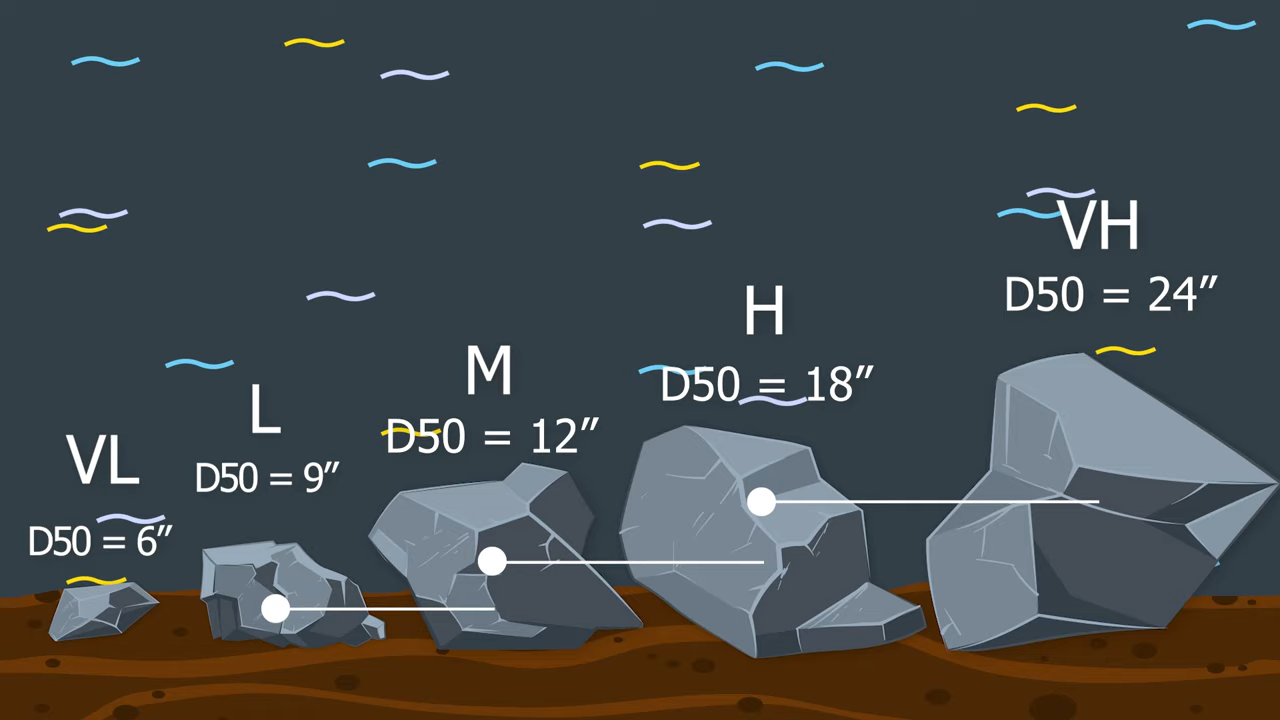 VL
D50 = 6”
L
D50 = 9”
M
D50 = 12”
H
D50 = 18”
VH
D50 = 24”